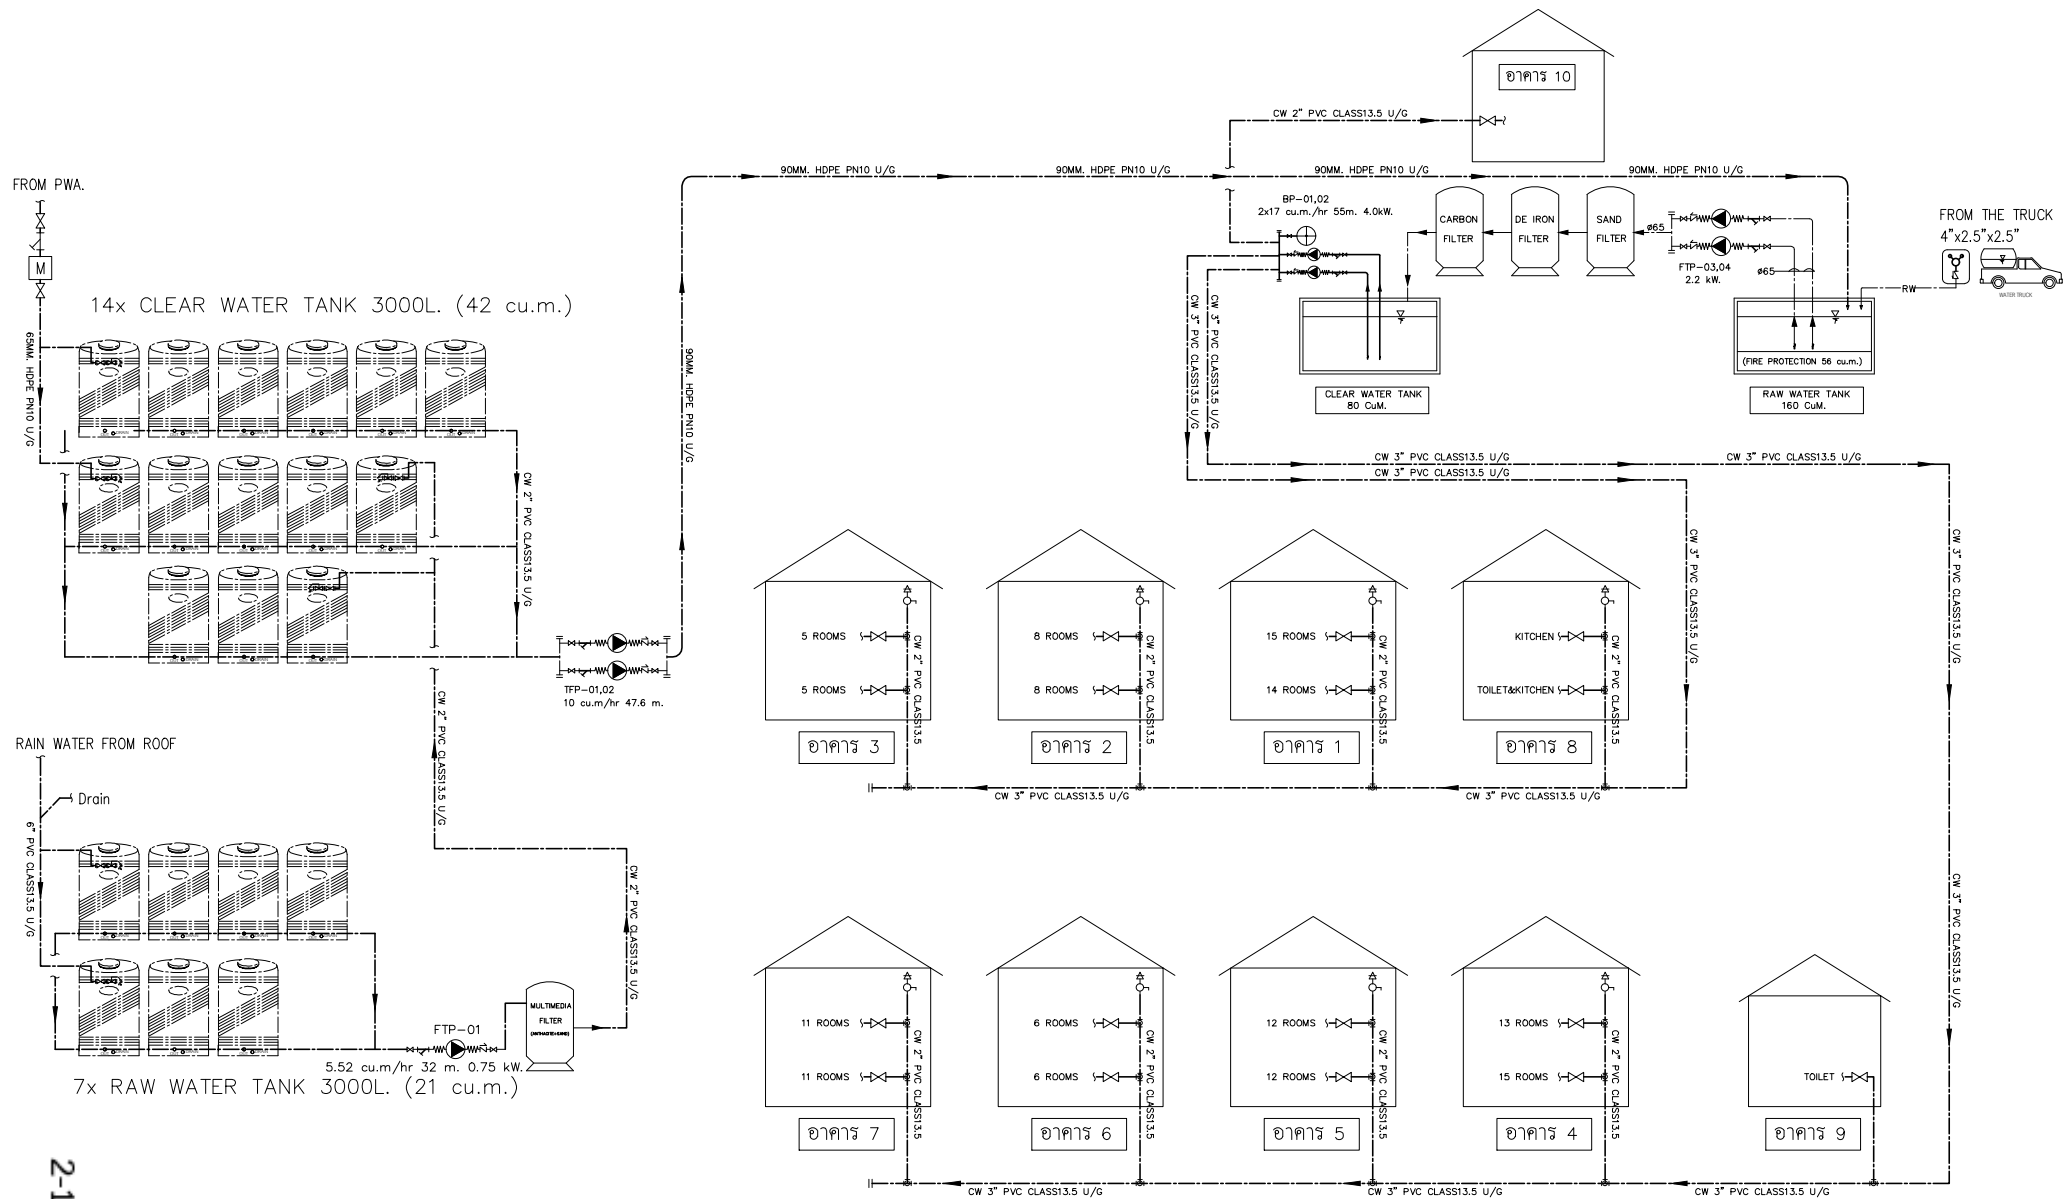 อาคาร 10
CW 2" PVC CLASS13.5 U/G
90MM. HDPE PN10 U/G
90MM. HDPE PN10 U/G
90MM. HDPE PN10 U/G
90MM. HDPE PN10 U/G
FROM PWA.
M
BP-01,02
2x17 cu.m./hr 55m. 4.0kW.
CARBON
FILTER
DE IRON
FILTER
SAND
FILTER
ø65
FTP-03,04
2.2 kW.
ø65
FROM THE TRUCK
4"x2.5"x2.5"
RW
WATER TRUCK
14x CLEAR WATER TANK 3000L. (42 cu.m.)
65MM. HDPE PN10 U/G
90MM. HDPE PN10 U/G
CW 3" PVC CLASS13.5 U/G
CW 3" PVC CLASS13.5 U/G
(FIRE PROTECTION 56 cu.m.)
CLEAR WATER TANK
80 CuM.
RAW WATER TANK
160 CuM.
CW 3" PVC CLASS13.5 U/G
CW 3" PVC CLASS13.5 U/G
CW 3" PVC CLASS13.5 U/G
CW 2" PVC CLASS13.5 U/G
CW 3" PVC CLASS13.5 U/G
CW 3" PVC CLASS13.5 U/G
5 ROOMS
5 ROOMS
CW 2" PVC CLASS13.5
อาคาร 3
8 ROOMS
8 ROOMS
CW 2" PVC CLASS13.5
อาคาร 2
15 ROOMS
14 ROOMS
CW 2" PVC CLASS13.5
อาคาร 1
KITCHEN
TOILET&KITCHEN
CW 2" PVC CLASS13.5
อาคาร 8
CW 3" PVC CLASS13.5 U/G
CW 3" PVC CLASS13.5 U/G
TFP-01,02
10 cu.m/hr 47.6 m.
CW 2" PVC CLASS13.5 U/G
RAIN WATER FROM ROOF
Drain
6" PVC CLASS13.5 U/G
CW 2" PVC CLASS13.5 U/G
MULTIMEDIA
FILTER
FTP-01
5.52 cu.m/hr 32 m. 0.75 kW.
7x RAW WATER TANK 3000L. (21 cu.m.)
CW 3" PVC CLASS13.5 U/G
11 ROOMS
11 ROOMS
CW 2" PVC CLASS13.5
อาคาร 7
6 ROOMS
6 ROOMS
CW 2" PVC CLASS13.5
อาคาร 6
12 ROOMS
12 ROOMS
CW 2" PVC CLASS13.5
อาคาร 5
13 ROOMS
15 ROOMS
CW 2" PVC CLASS13.5
อาคาร 4
TOILET
อาคาร 9
CW 3" PVC CLASS13.5 U/G
CW 3" PVC CLASS13.5 U/G
CW 3" PVC CLASS13.5 U/G
2-1